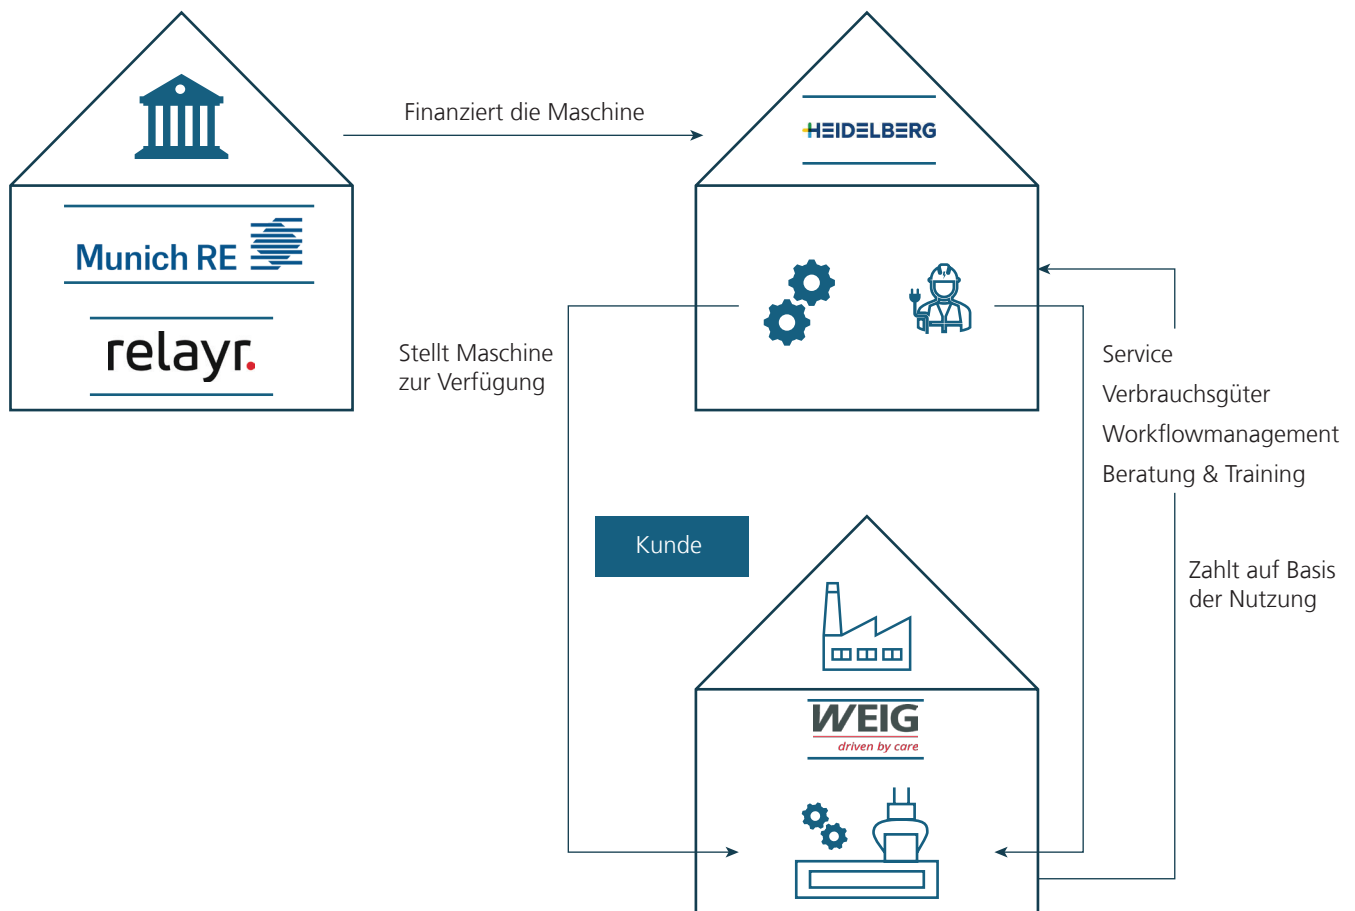 Finanziert die Maschine
HEIDELBERG
Munich RE
relayr.
Stellt Maschine
zur Verfügung
Service
Verbrauchsgüter
Workflowmanagement
Beratung & Training
Kunde
Zahlt auf Basis
der Nutzung
WEIG
driven by care